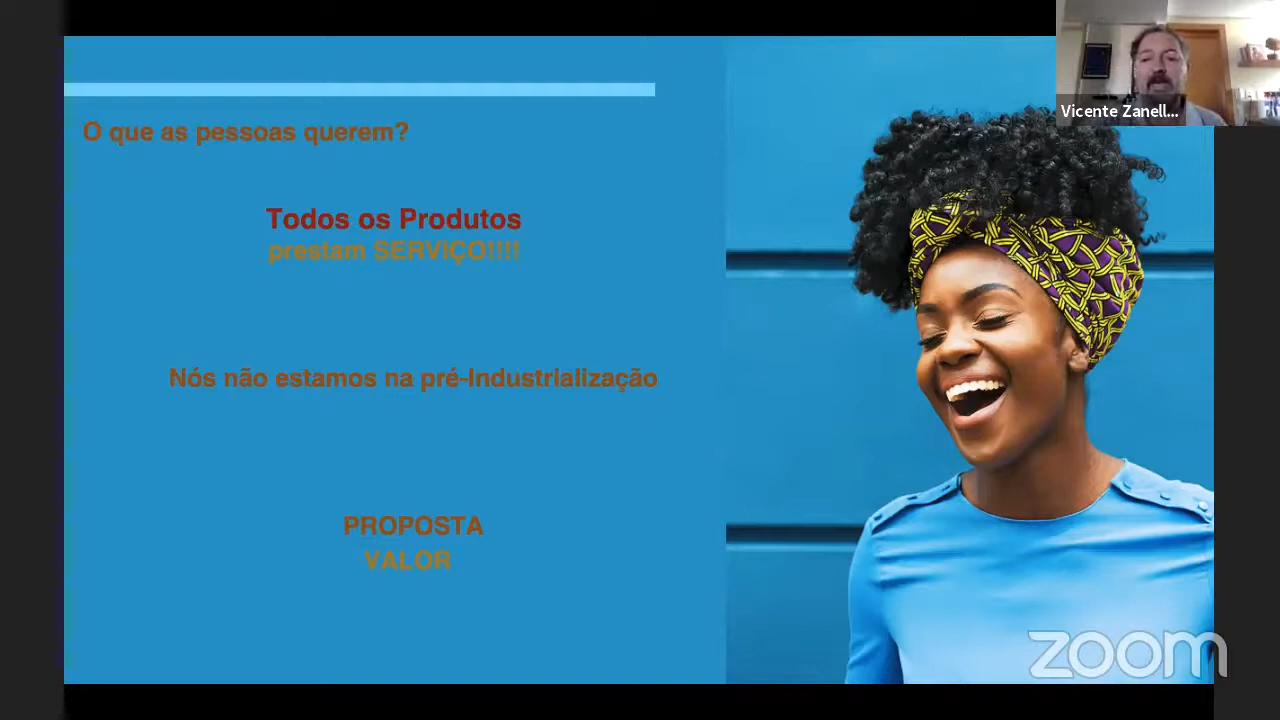 Vicente Zanell...
O que as pessoas querem?
Todos os Produtos
prestam SERVIÇO!!!!
Nós não estamos na pré-Industrialização
PROPOSTA
VALOR
zoom